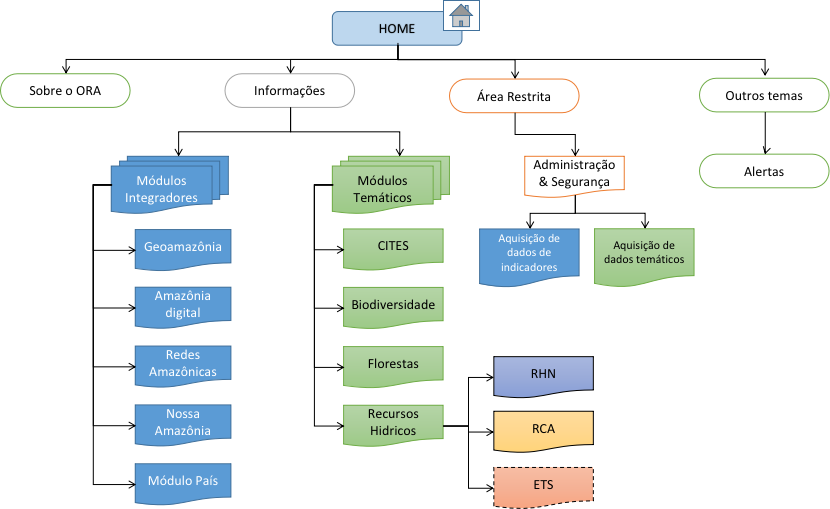 HOME
Sobre o ORA
Informações
Área Restrita
Outros temas
Alertas
Administração
& Segurança
Módulos
Integradores
Módulos
Temáticos
Aquisição de
dados de
indicadores
Aquisição de
dados temáticos
Geoamazônia
CITES
Amazônia
digital
Biodiversidade
Redes
Amazônicas
Florestas
RHN
Nossa
Amazônia
Recursos
Hidricos
RCA
Módulo País
ETS